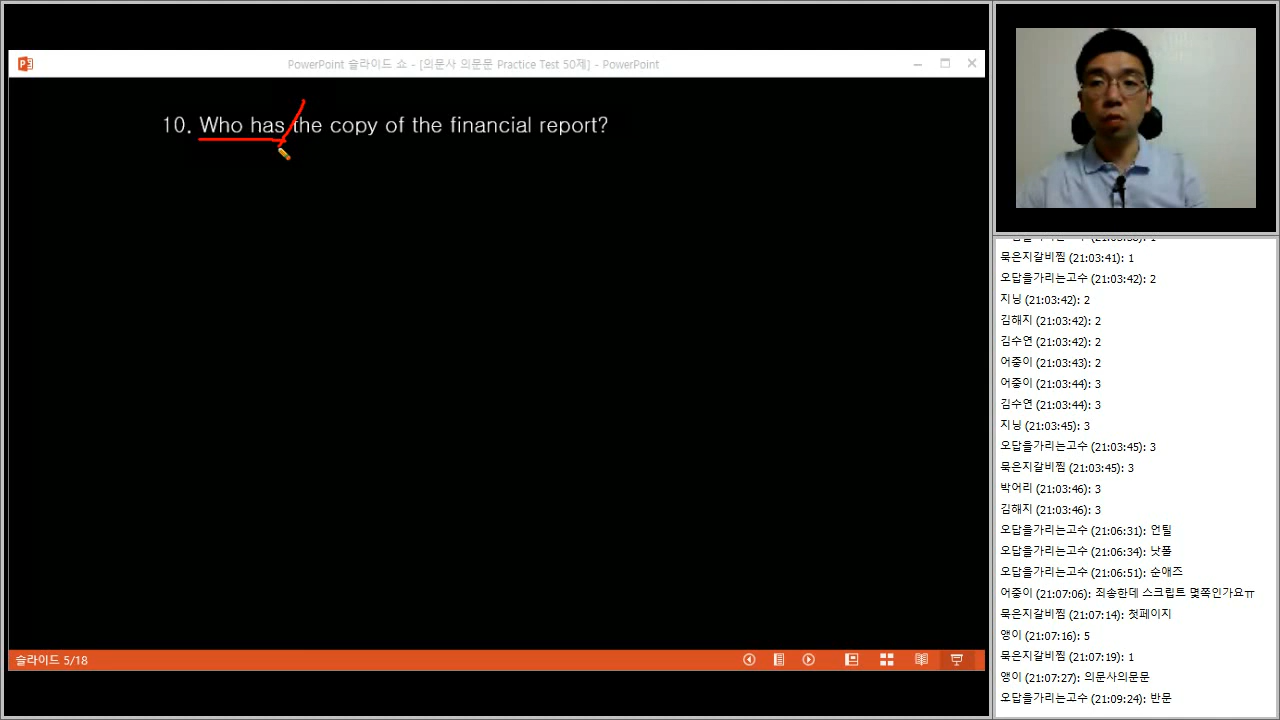 PowerPoint 슬라이드 쇼 - [의문사 의문문 Practice Test 50제] - PowerPoint
10. Who has the copy of the financial report?
슬라이드 5/18
묵은지갈비찜 (21:03:41): 1
오답을가리는고수 (21:03:42): 2
지닝 (21:03:42): 2
김해지 (21:03:42): 2
김수연 (21:03:42): 2
어중이 (21:03:43): 2
어중이 (21:03:44): 3
김수연 (21:03:44): 3
지닝 (21:03:45): 3
오답을가리는고수 (21:03:45): 3
묵은지갈비찜 (21:03:45): 3
박어리 (21:03:46): 3
김해지 (21:03:46): 3
오답을가리는고수 (21:06:31): 언틸
오답을가리는고수 (21:06:34): 낫폴
오답을가리는고수 (21:06:51): 순애즈
어중이 (21:07:06): 죄송한데 스크립트 몇쪽인가요ㅠ
묵은지갈비찜 (21:07:14): 첫페이지
앵이 (21:07:16): 5
묵은지갈비찜 (21:07:19): 1
앵이 (21:07:27): 의문사의문문
오답을가리는고수 (21:09:24): 반문